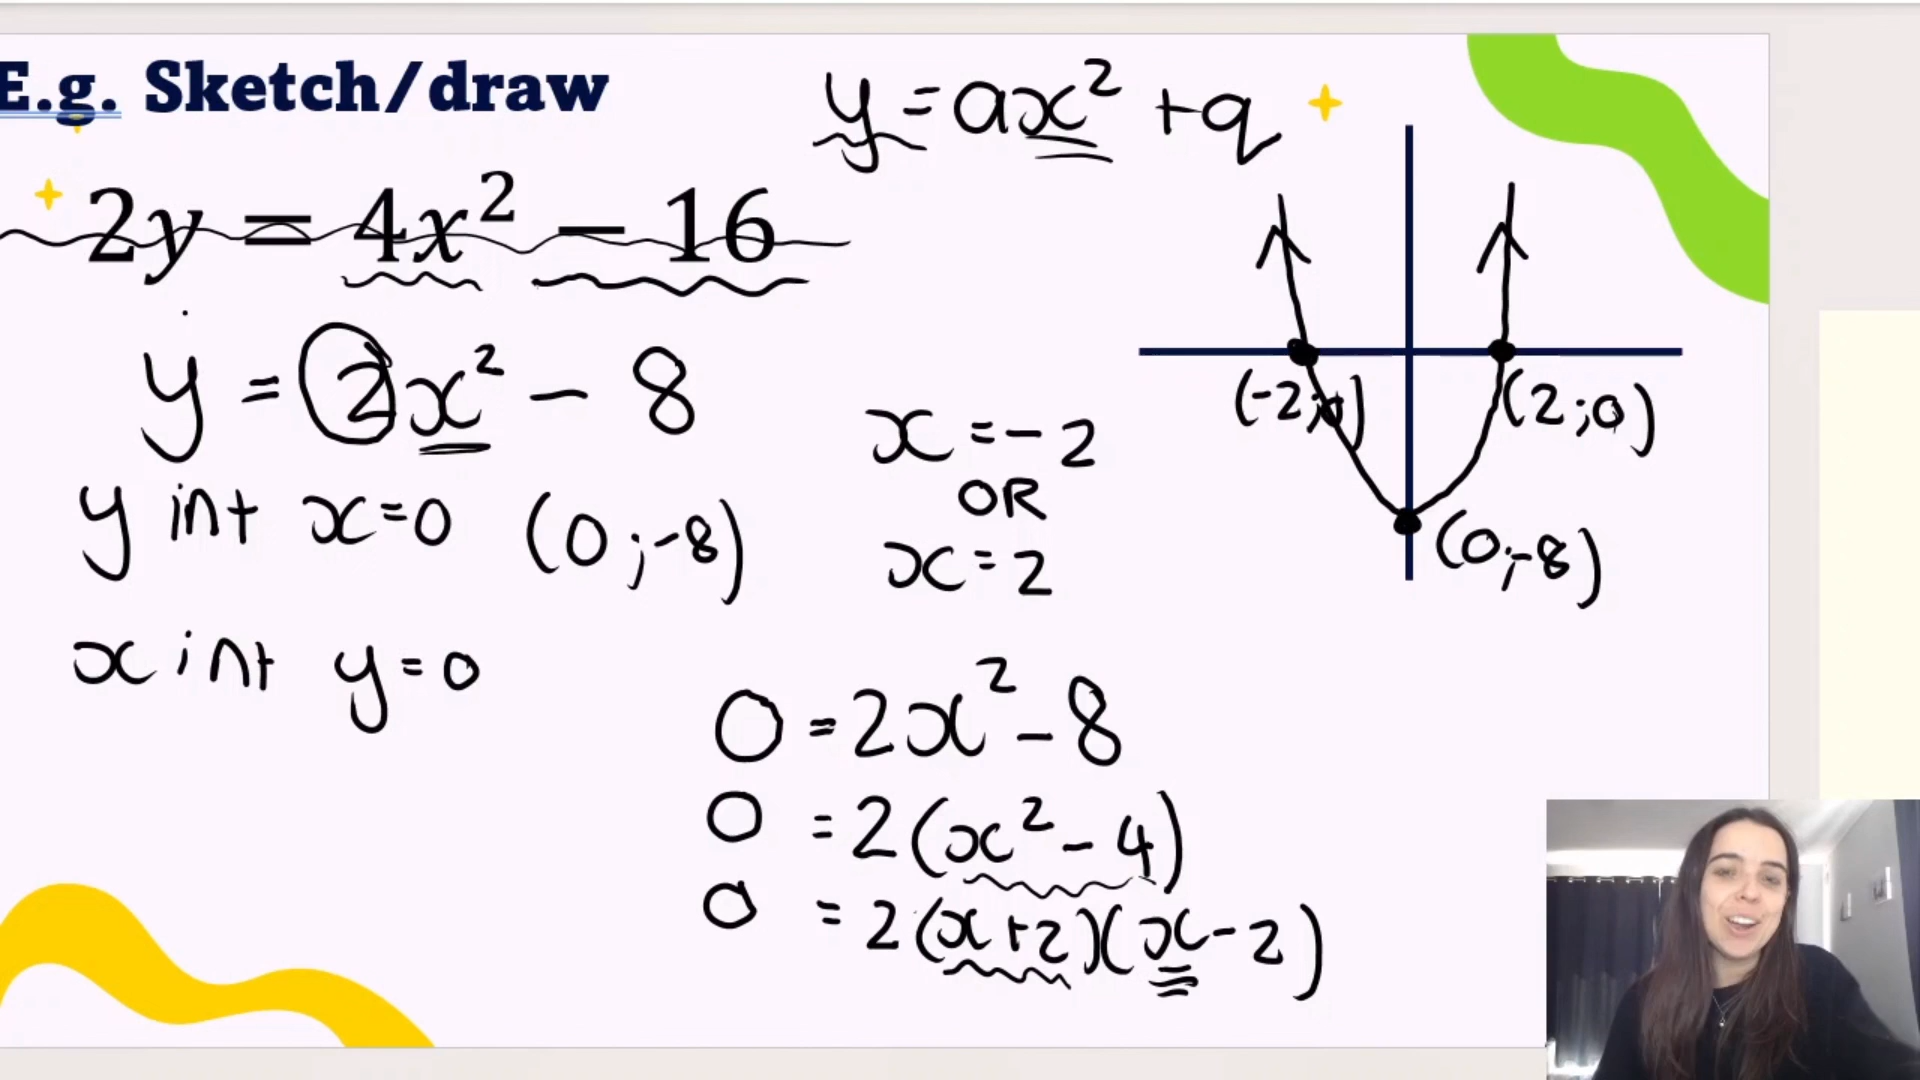 E.g. Sketch/draw
y = ax² + q
2y = 4x² − 16
y = 2x² − 8
y int x=0 (0;-8)
x int y=0
x = -2
OR
x = 2
0 = 2x² - 8
0 = 2(x² - 4)
0 = 2(x+2)(x-2)
(-2;0)
(2;0)
(0;-8)